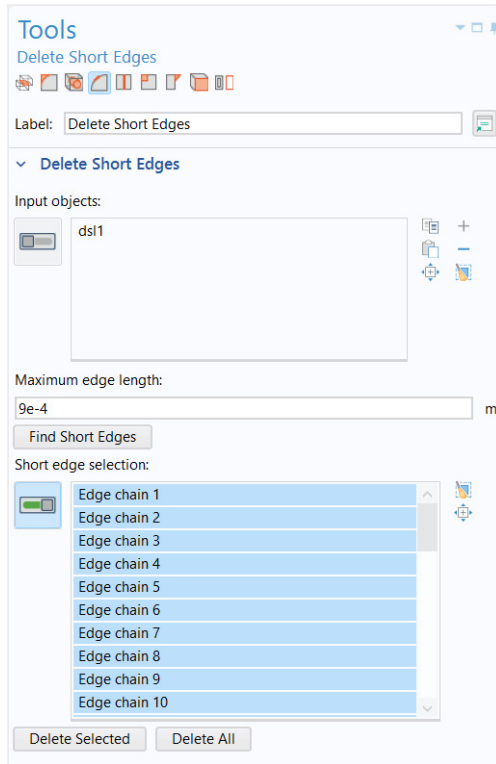 Tools
Delete Short Edges
Label: Delete Short Edges
Delete Short Edges
Input objects:
dsl1
Maximum edge length:
9e-4 m
Find Short Edges
Short edge selection:
Edge chain 1
Edge chain 2
Edge chain 3
Edge chain 4
Edge chain 5
Edge chain 6
Edge chain 7
Edge chain 8
Edge chain 9
Edge chain 10
Delete Selected Delete All